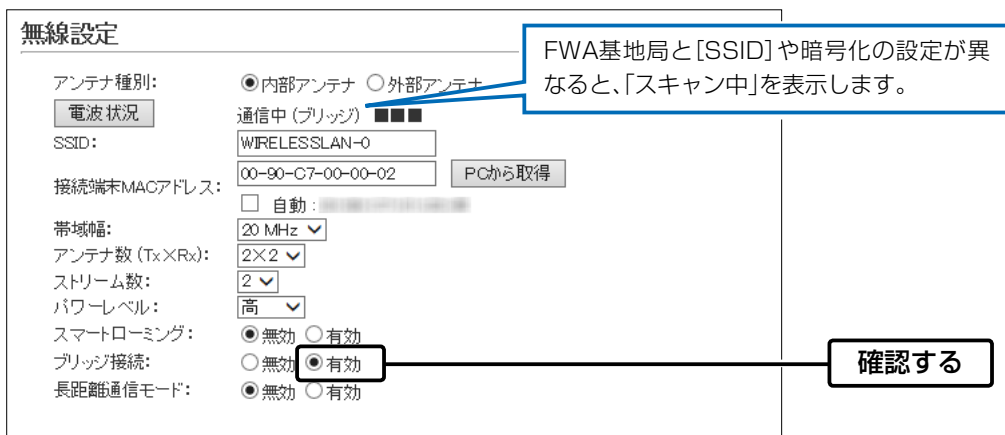 無線設定
FWA基地局と[SSID]や暗号化の設定が異
なると、「スキャン中」を表示します。
アンテナ種別: 内部アンテナ 外部アンテナ
電波状況 通信中 (ブリッジ)
SSID: WIRELESSLAN-0
接続端末MACアドレス: 00-90-C7-00-00-02 PCから取得
自動:
帯域幅: 20 MHz
アンテナ数 (Tx×Rx): 2×2
ストリーム数: 2
パワーレベル: 高
スマートローミング: 無効 有効
ブリッジ接続: 無効 有効
確認する
長距離通信モード: 無効 有効